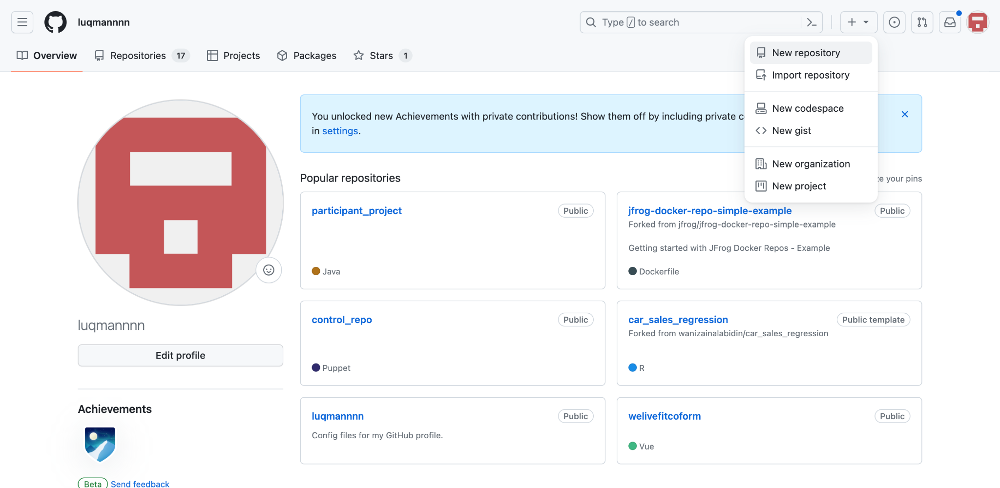 luqmannnn
Type / to search
Overview
Repositories 17
Projects
Packages
Stars 1
New repository
Import repository
New codespace
New gist
New organization
New project
You unlocked new Achievements with private contributions! Show them off by including private c
in settings.
Popular repositories
ze your pins
participant_project
Public
Java
jfrog-docker-repo-simple-example
Public
Forked from jfrog/jfrog-docker-repo-simple-example
Getting started with JFrog Docker Repos - Example
Dockerfile
control_repo
Public
Puppet
car_sales_regression
Public template
Forked from wanizainalabidin/car_sales_regression
R
luqmannnn
Public
Config files for my GitHub profile.
welivefitcoform
Public
Vue
luqmannnn
Edit profile
Achievements
Beta Send feedback